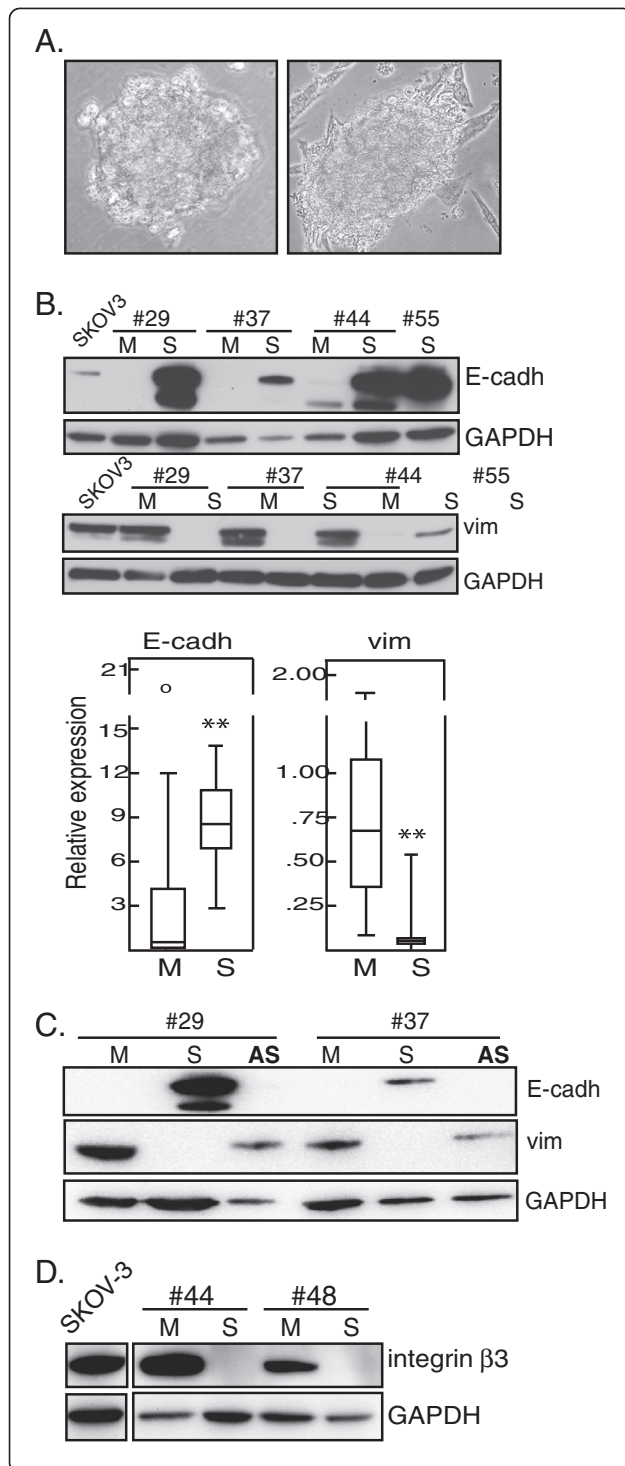 A.
B.
SKOV3 #29 #37 #44 #55
M S M S M S S
E-cadh
GAPDH
SKOV3 #29 #37 #44 #55
M S M S M S S
vim
GAPDH
E-cadh vim
Relative expression
21
15
12
9
6
3
**
M S
2.00
1.00
.75
.50
.25
**
M S
C.
#29 #37
M S AS M S AS
E-cadh
vim
GAPDH
D.
SKOV-3 #44 #48
M S M S
integrin β3
GAPDH